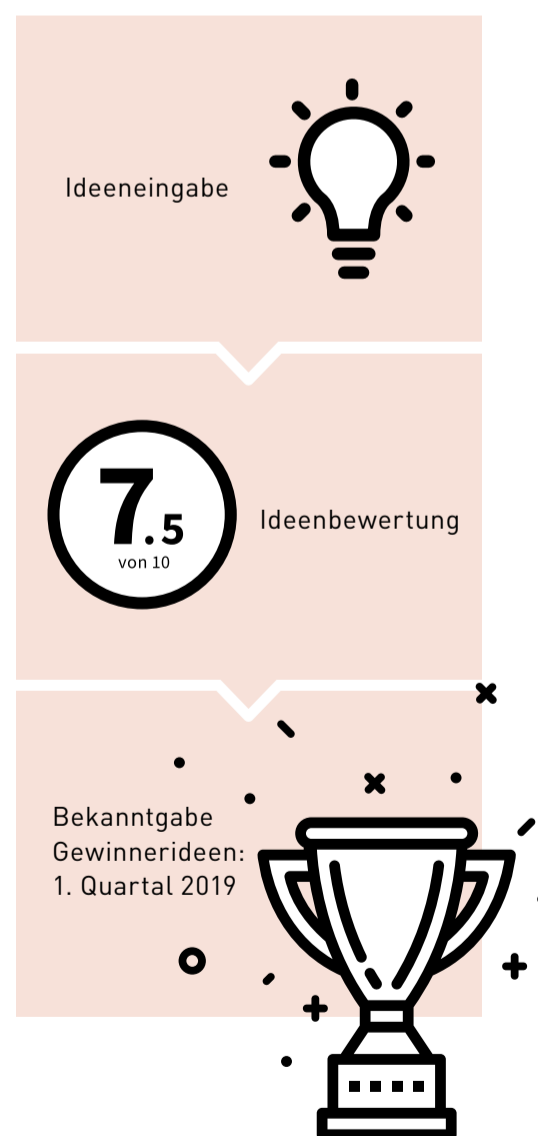 Ideeneingabe
7.5
von 10
Ideenbewertung
Bekanntgabe
Gewinnerideen:
1. Quartal 2019